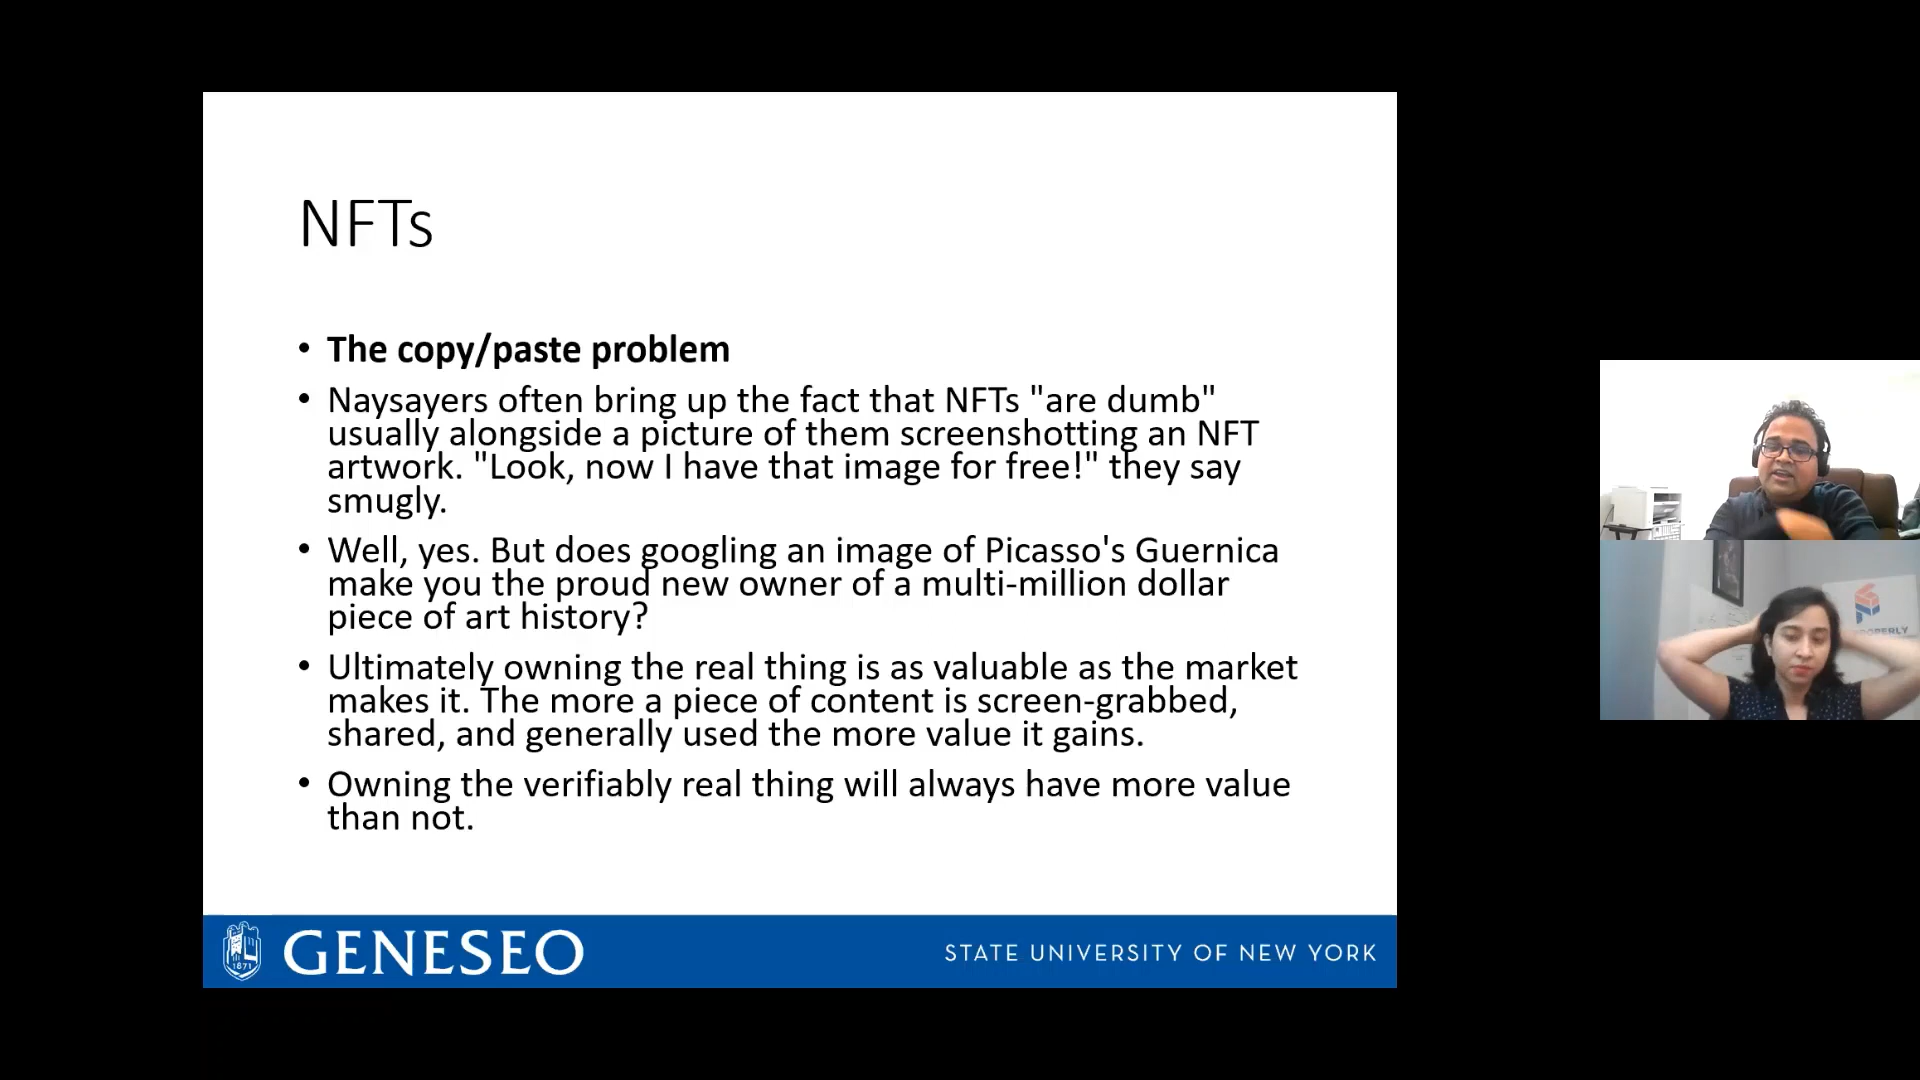 NFTs
• The copy/paste problem
• Naysayers often bring up the fact that NFTs "are dumb"
usually alongside a picture of them screenshotting an NFT
artwork. "Look, now I have that image for free!" they say
smugly.
• Well, yes. But does googling an image of Picasso's Guernica
make you the proud new owner of a multi-million dollar
piece of art history?
• Ultimately owning the real thing is as valuable as the market
makes it. The more a piece of content is screen-grabbed,
shared, and generally used the more value it gains.
• Owning the verifiably real thing will always have more value
than not.
1871
GENESEO
STATE UNIVERSITY OF NEW YORK